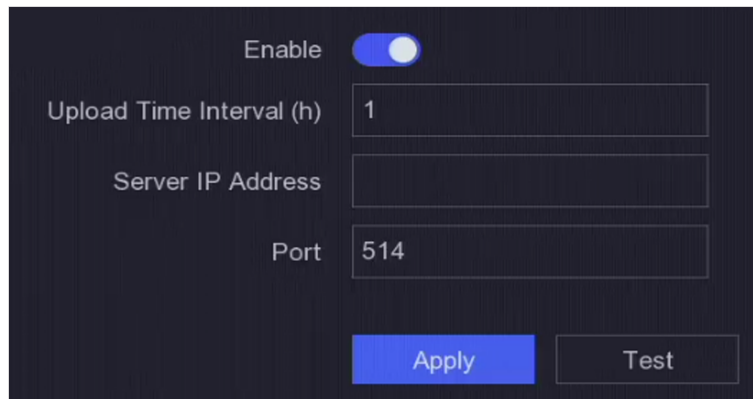 Enable
Upload Time Interval (h) 1
Server IP Address
Port 514
Apply Test